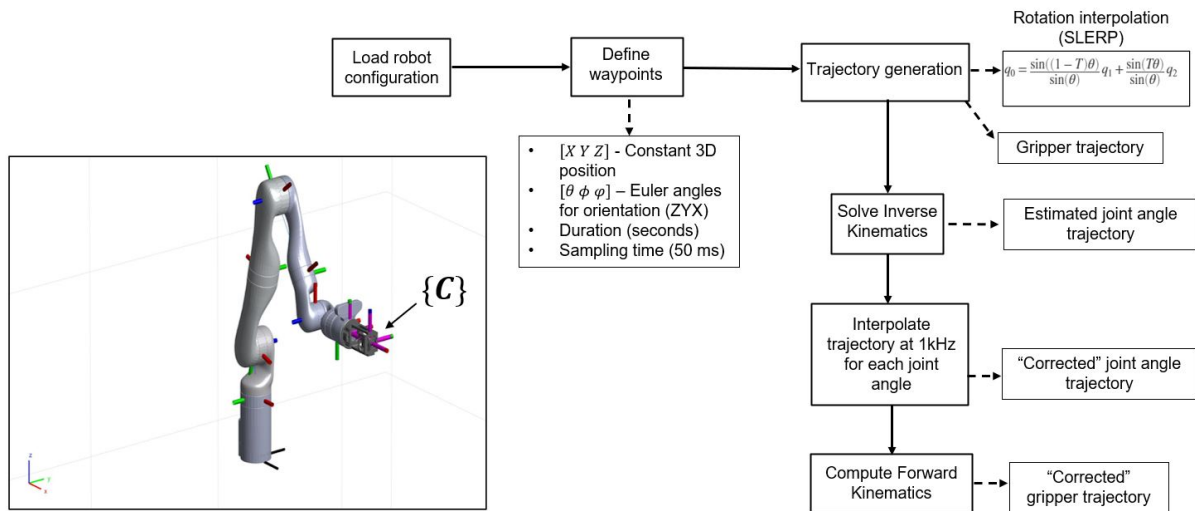 Load robot
configuration
Define
waypoints
Trajectory generation
Rotation interpolation
(SLERP)
q₀ = sin((1 − T)θ)/sin(θ) q₁ + sin(Tθ)/sin(θ) q₂
• [X Y Z] - Constant 3D
position
• [θ ϕ φ] – Euler angles
for orientation (ZYX)
• Duration (seconds)
• Sampling time (50 ms)
Gripper trajectory
Solve Inverse
Kinematics
Estimated joint angle
trajectory
Interpolate
trajectory at 1kHz
for each joint
angle
“Corrected” joint angle
trajectory
Compute Forward
Kinematics
“Corrected”
gripper trajectory
{C}
Z
Y
X